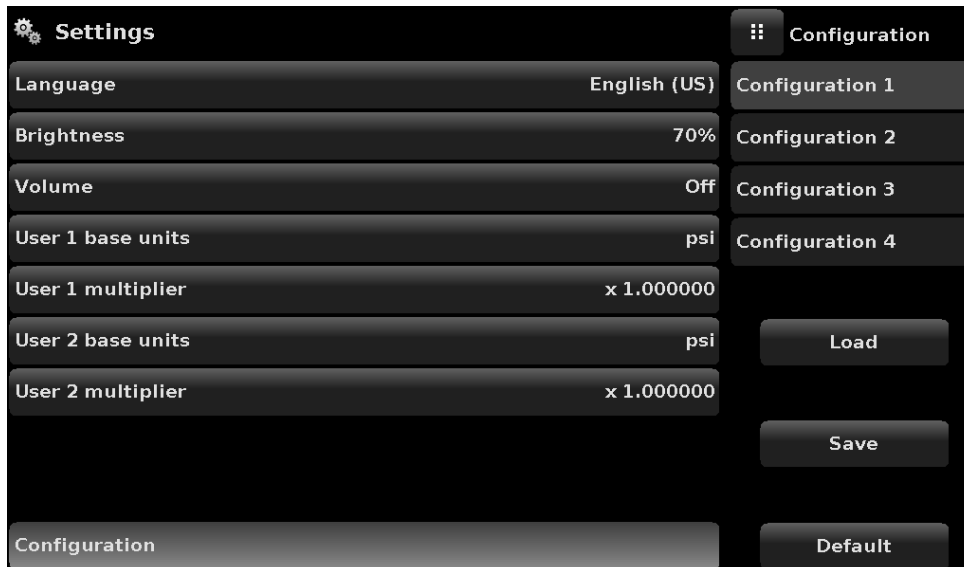 Settings
Language English (US)
Brightness 70%
Volume Off
User 1 base units psi
User 1 multiplier x 1.000000
User 2 base units psi
User 2 multiplier x 1.000000
Configuration
Configuration
Configuration 1
Configuration 2
Configuration 3
Configuration 4
Load
Save
Default